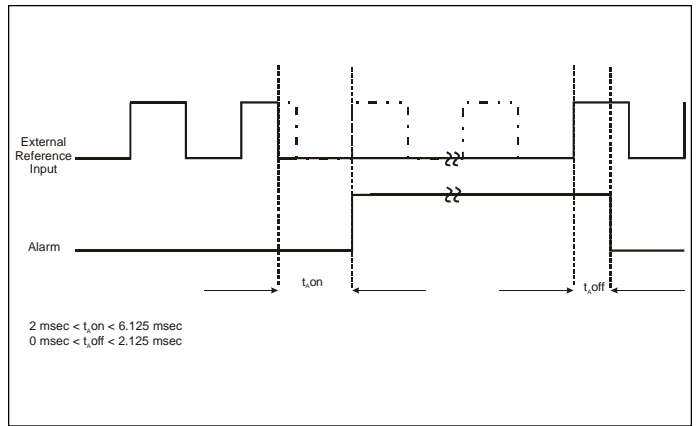 External
Reference
Input
Alarm
tAon
tAoff
2 msec < tAon < 6.125 msec
0 msec < tAoff < 2.125 msec